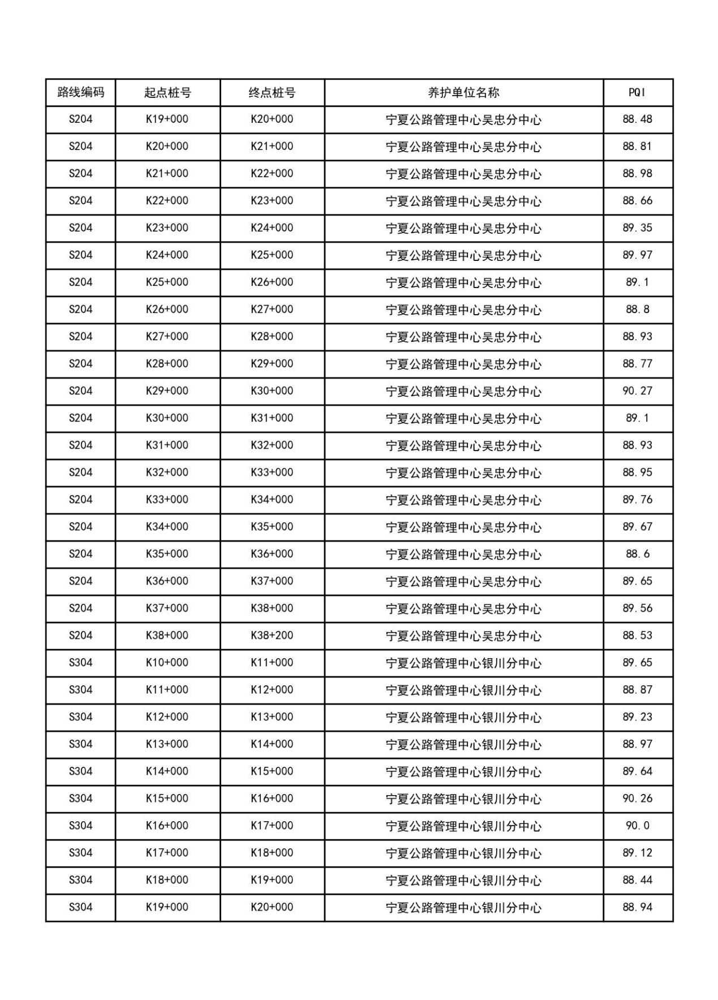 路线编码 起点桩号 终点桩号 养护单位名称 PQI
S204 K19+000 K20+000 宁夏公路管理中心吴忠分中心 88.48
S204 K20+000 K21+000 宁夏公路管理中心吴忠分中心 88.81
S204 K21+000 K22+000 宁夏公路管理中心吴忠分中心 88.98
S204 K22+000 K23+000 宁夏公路管理中心吴忠分中心 88.66
S204 K23+000 K24+000 宁夏公路管理中心吴忠分中心 89.35
S204 K24+000 K25+000 宁夏公路管理中心吴忠分中心 89.97
S204 K25+000 K26+000 宁夏公路管理中心吴忠分中心 89.1
S204 K26+000 K27+000 宁夏公路管理中心吴忠分中心 88.8
S204 K27+000 K28+000 宁夏公路管理中心吴忠分中心 88.93
S204 K28+000 K29+000 宁夏公路管理中心吴忠分中心 88.77
S204 K29+000 K30+000 宁夏公路管理中心吴忠分中心 90.27
S204 K30+000 K31+000 宁夏公路管理中心吴忠分中心 89.1
S204 K31+000 K32+000 宁夏公路管理中心吴忠分中心 88.93
S204 K32+000 K33+000 宁夏公路管理中心吴忠分中心 88.95
S204 K33+000 K34+000 宁夏公路管理中心吴忠分中心 89.76
S204 K34+000 K35+000 宁夏公路管理中心吴忠分中心 89.67
S204 K35+000 K36+000 宁夏公路管理中心吴忠分中心 88.6
S204 K36+000 K37+000 宁夏公路管理中心吴忠分中心 89.65
S204 K37+000 K38+000 宁夏公路管理中心吴忠分中心 89.56
S204 K38+000 K38+200 宁夏公路管理中心吴忠分中心 88.53
S304 K10+000 K11+000 宁夏公路管理中心银川分中心 89.65
S304 K11+000 K12+000 宁夏公路管理中心银川分中心 88.87
S304 K12+000 K13+000 宁夏公路管理中心银川分中心 89.23
S304 K13+000 K14+000 宁夏公路管理中心银川分中心 88.97
S304 K14+000 K15+000 宁夏公路管理中心银川分中心 89.64
S304 K15+000 K16+000 宁夏公路管理中心银川分中心 90.26
S304 K16+000 K17+000 宁夏公路管理中心银川分中心 90.0
S304 K17+000 K18+000 宁夏公路管理中心银川分中心 89.12
S304 K18+000 K19+000 宁夏公路管理中心银川分中心 88.44
S304 K19+000 K20+000 宁夏公路管理中心银川分中心 88.94